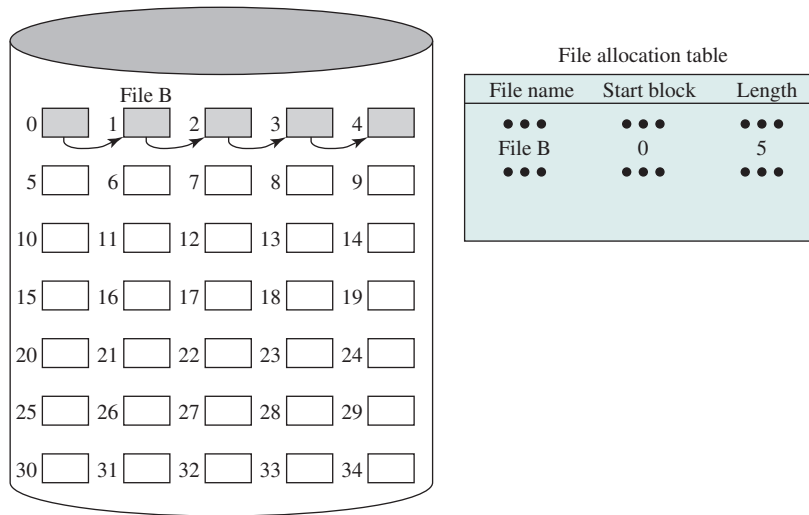 File B
0 1 2 3 4
5 6 7 8 9
10 11 12 13 14
15 16 17 18 19
20 21 22 23 24
25 26 27 28 29
30 31 32 33 34
File allocation table
File name Start block Length
••• ••• •••
File B 0 5
••• ••• •••